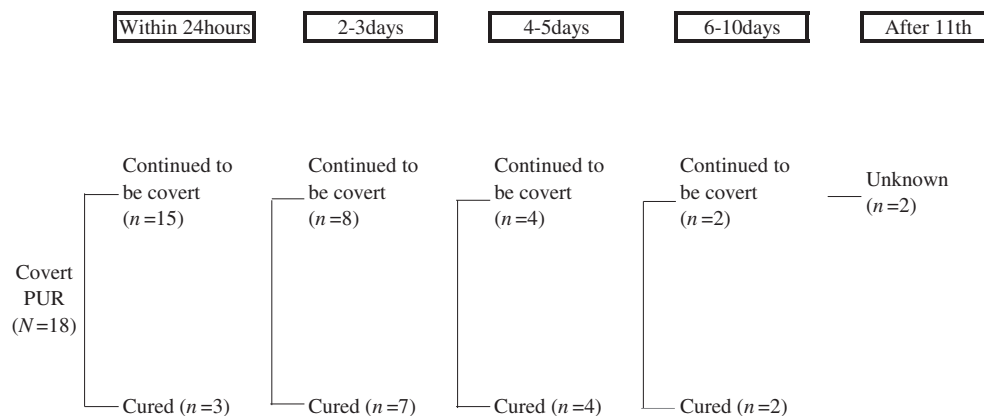 Within 24hours
2-3days
4-5days
6-10days
After 11th
Continued to
be covert
(n=15)
Continued to
be covert
(n=8)
Continued to
be covert
(n=4)
Continued to
be covert
(n=2)
Unknown
(n=2)
Covert
PUR
(N=18)
Cured (n=3)
Cured (n=7)
Cured (n=4)
Cured (n=2)